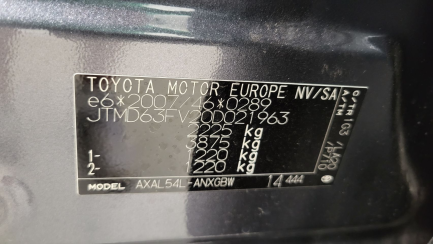 TOYOTA MOTOR EUROPE NV/SA
e6*2007/46*0289
JTMD63FV20D021963
2225 kg
3875 kg
1- 1220 kg
2- 1220 kg
MODEL AXAL54L-ANXGBW
14444